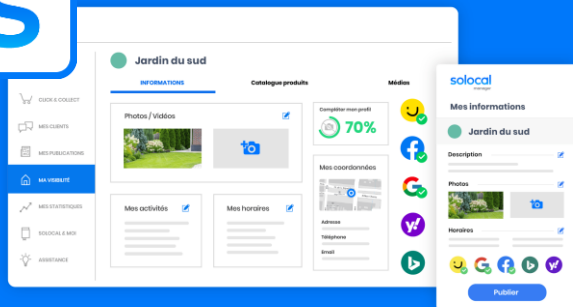 S
Jardin du sud
INFORMATIONS
Catalogue produits
Médias
CLICK & COLLECT
MES CLIENTS
MES PUBLICATIONS
MA VISIBILITÉ
MES STATISTIQUES
SOLOCAL & MOI
ASSISTANCE
Photos / Vidéos
Compléter mon profil
70%
Mes coordonnées
Adresse
Téléphone
Email
Mes activités
Mes horaires
solocal
manager
Mes informations
Jardin du sud
Description
Photos
Horaires
Publier